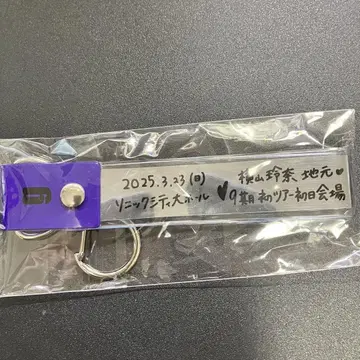 2025.3.23(日)
ソニックシティ大ホール
横山玲奈 地元♥
♥9期初ツアー初日会場